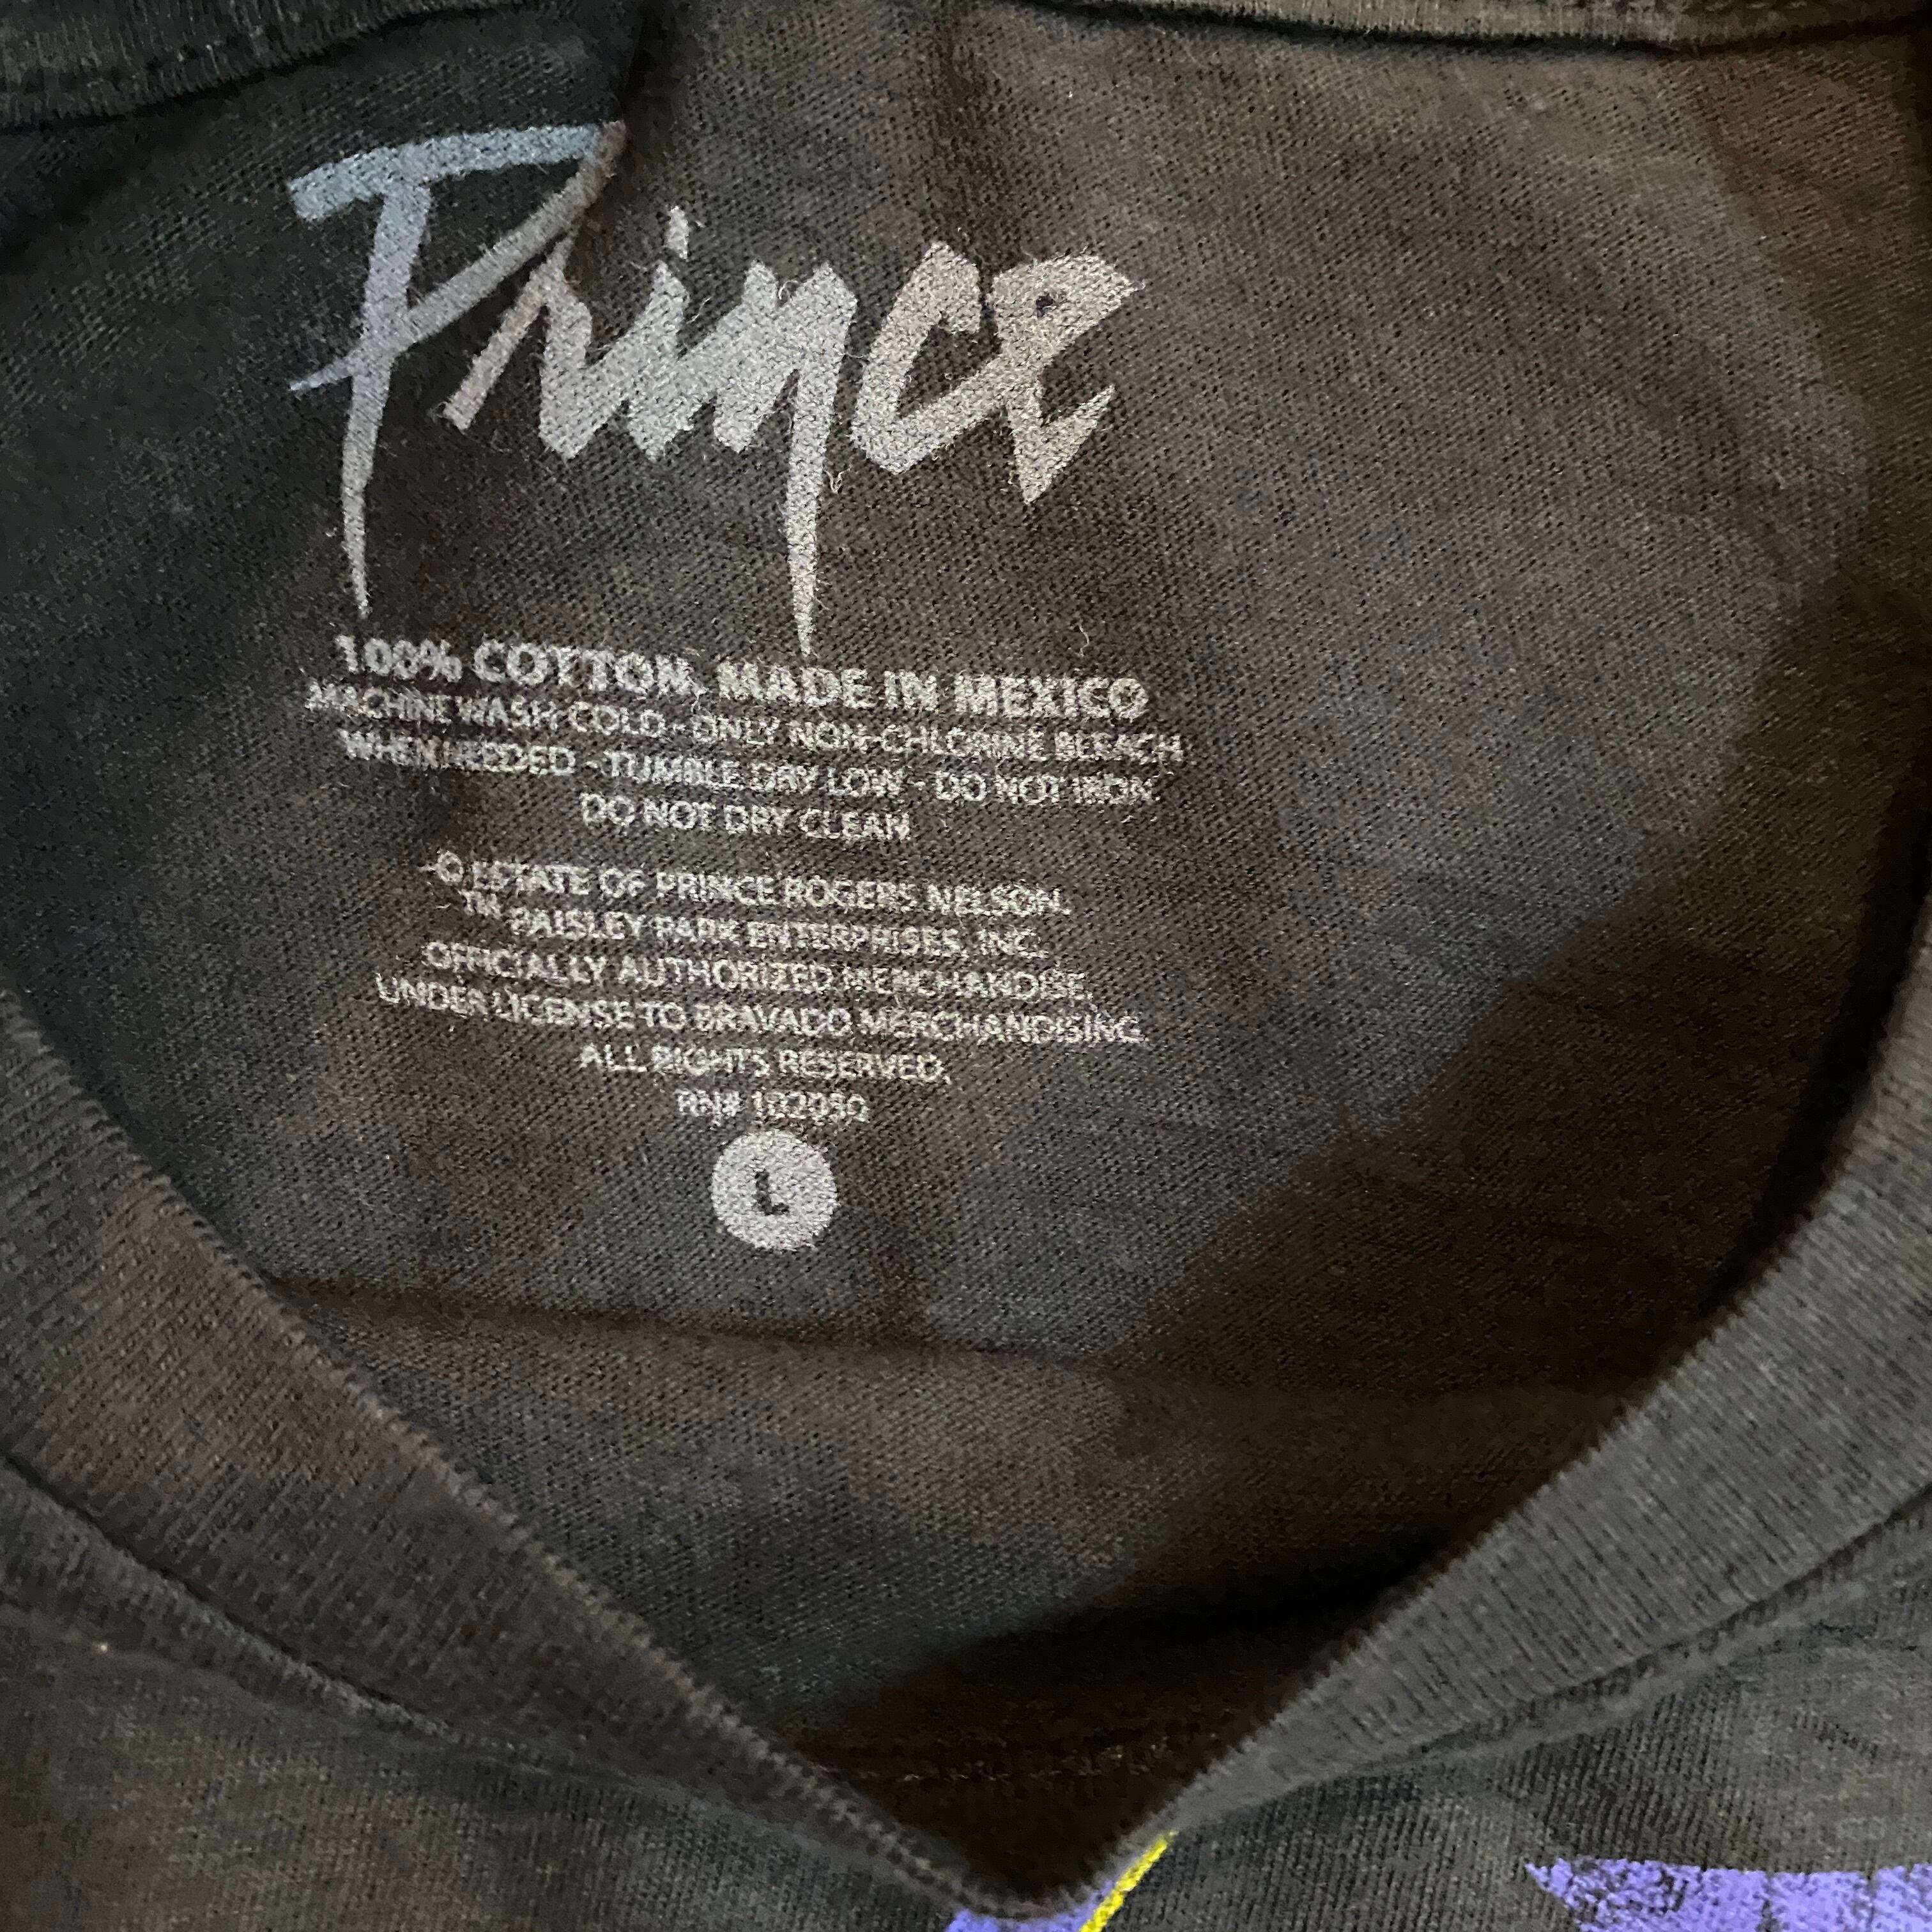 Prince
100% COTTON, MADE IN MEXICO
MACHINE WASH COLD - ONLY NON-CHLORINE BLEACH
WHEN NEEDED - TUMBLE DRY LOW - DO NOT IRON.
DO NOT DRY CLEAN
© ESTATE OF PRINCE ROGERS NELSON.
TM PAISLEY PARK ENTERPRISES, INC.
OFFICIALLY AUTHORIZED MERCHANDISE,
UNDER LICENSE TO BRAVADO MERCHANDISING.
ALL RIGHTS RESERVED.
RN#
L